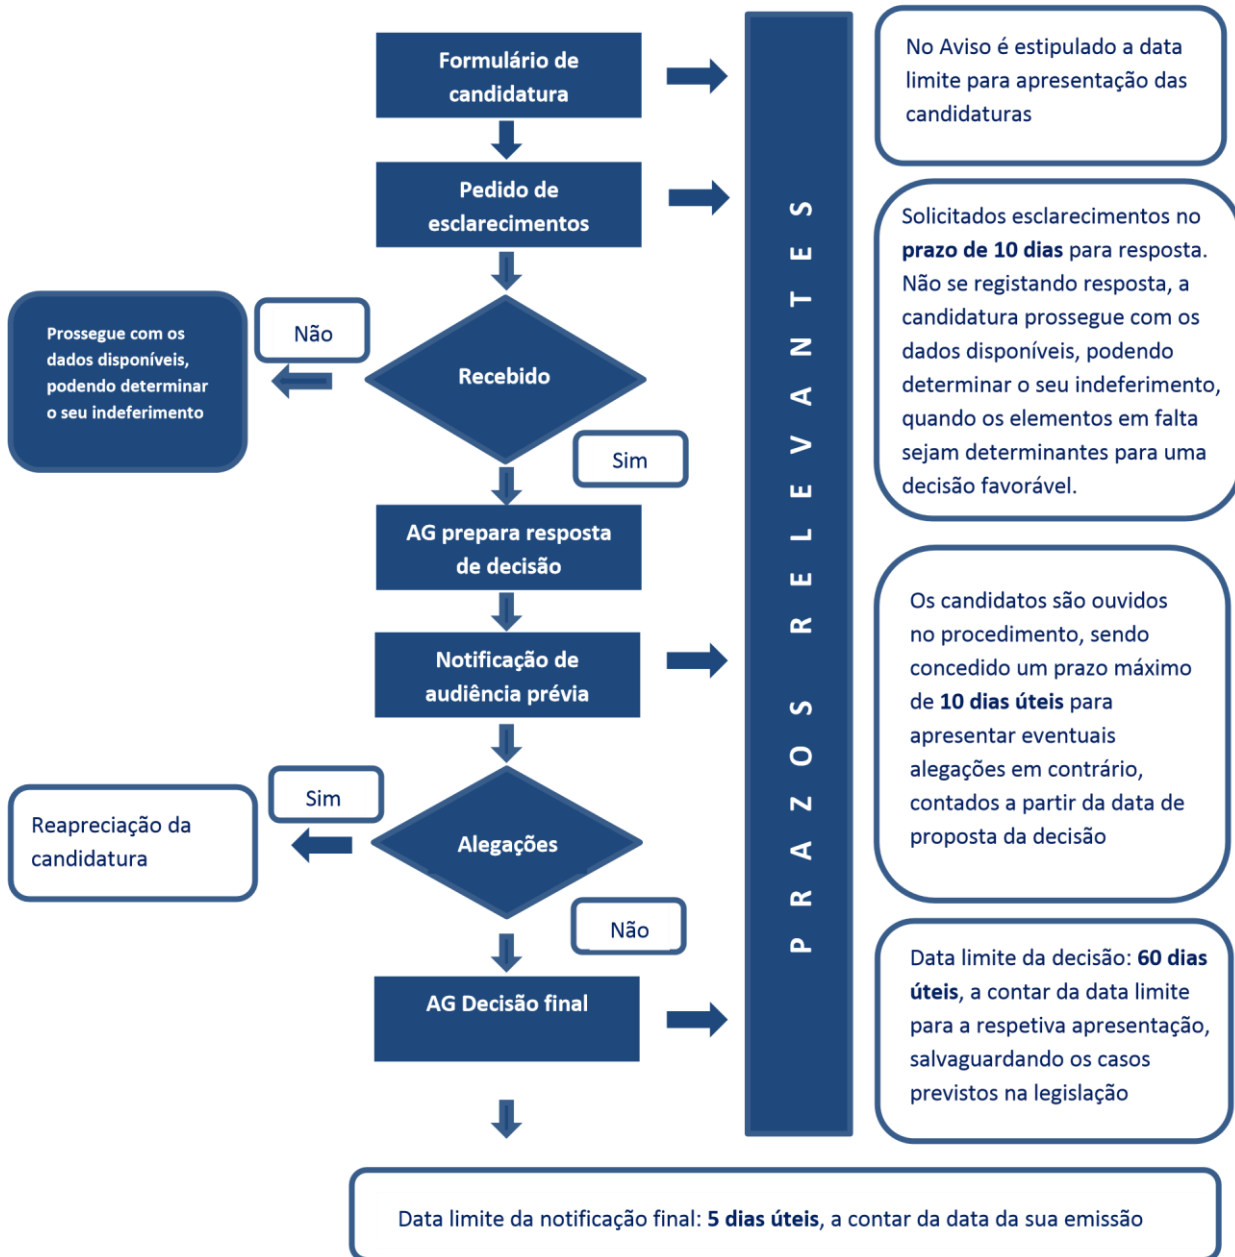 Formulário de
candidatura
No Aviso é estipulado a data
limite para apresentação das
candidaturas
Pedido de
esclarecimentos
Solicitados esclarecimentos no
prazo de 10 dias para resposta.
Não se registando resposta, a
candidatura prossegue com os
dados disponíveis, podendo
determinar o seu indeferimento,
quando os elementos em falta
sejam determinantes para uma
decisão favorável.
Recebido
Não
Prossegue com os
dados disponíveis,
podendo determinar
o seu indeferimento
Sim
AG prepara resposta
de decisão
Notificação de
audiência prévia
Os candidatos são ouvidos
no procedimento, sendo
concedido um prazo máximo
de 10 dias úteis para
apresentar eventuais
alegações em contrário,
contados a partir da data de
proposta da decisão
Alegações
Sim
Reapreciação da
candidatura
Não
AG Decisão final
Data limite da decisão: 60 dias
úteis, a contar da data limite
para a respetiva apresentação,
salvaguardando os casos
previstos na legislação
PRAZOS RELEVANTES
Data limite da notificação final: 5 dias úteis, a contar da data da sua emissão